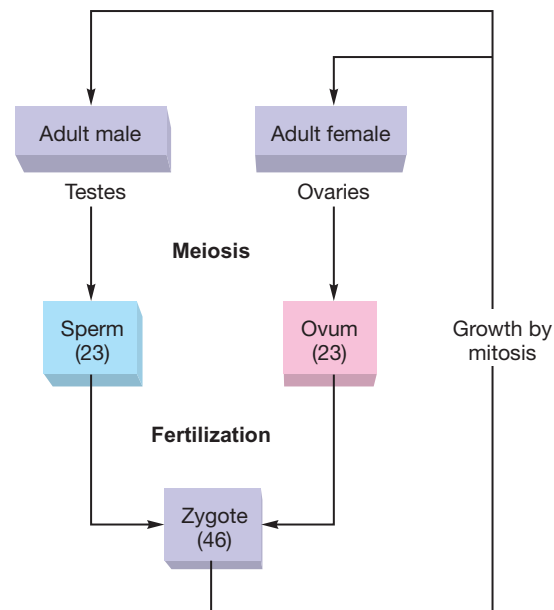 Adult male
Adult female
Testes
Ovaries
Meiosis
Sperm
(23)
Ovum
(23)
Growth by
mitosis
Fertilization
Zygote
(46)